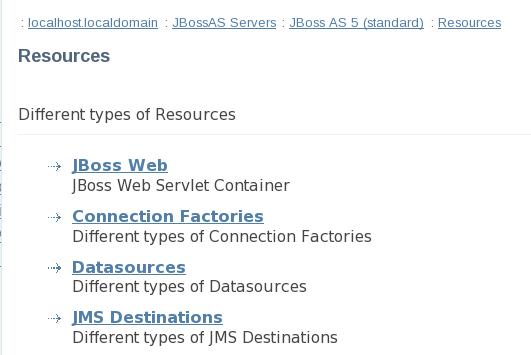 : localhost.localdomain : JBossAS Servers : JBoss AS 5 (standard) : Resources
Resources
Different types of Resources
JBoss Web
JBoss Web Servlet Container
Connection Factories
Different types of Connection Factories
Datasources
Different types of Datasources
JMS Destinations
Different types of JMS Destinations